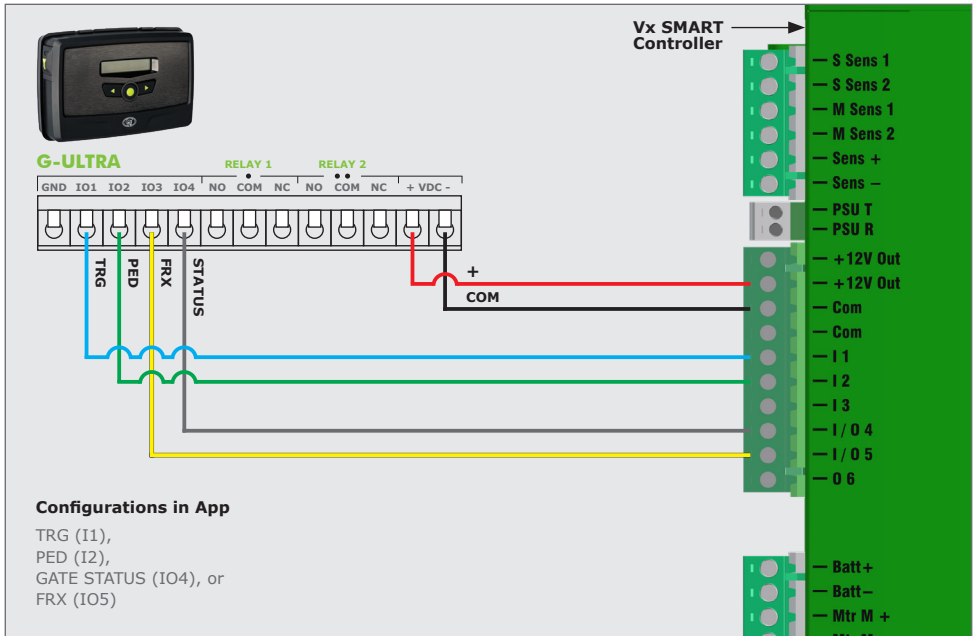 Vx SMART
Controller
G-ULTRA
RELAY 1
RELAY 2
GND IO1 IO2 IO3 IO4 NO COM NC NO COM NC + VDC -
TRG
PED
FRX
STATUS
+
COM
S Sens 1
S Sens 2
M Sens 1
M Sens 2
Sens +
Sens –
PSU T
PSU R
+12V Out
+12V Out
Com
Com
I 1
I 2
I 3
I / O 4
I / O 5
O 6
Batt+
Batt–
Mtr M +
Configurations in App
TRG (I1),
PED (I2),
GATE STATUS (IO4), or
FRX (IO5)